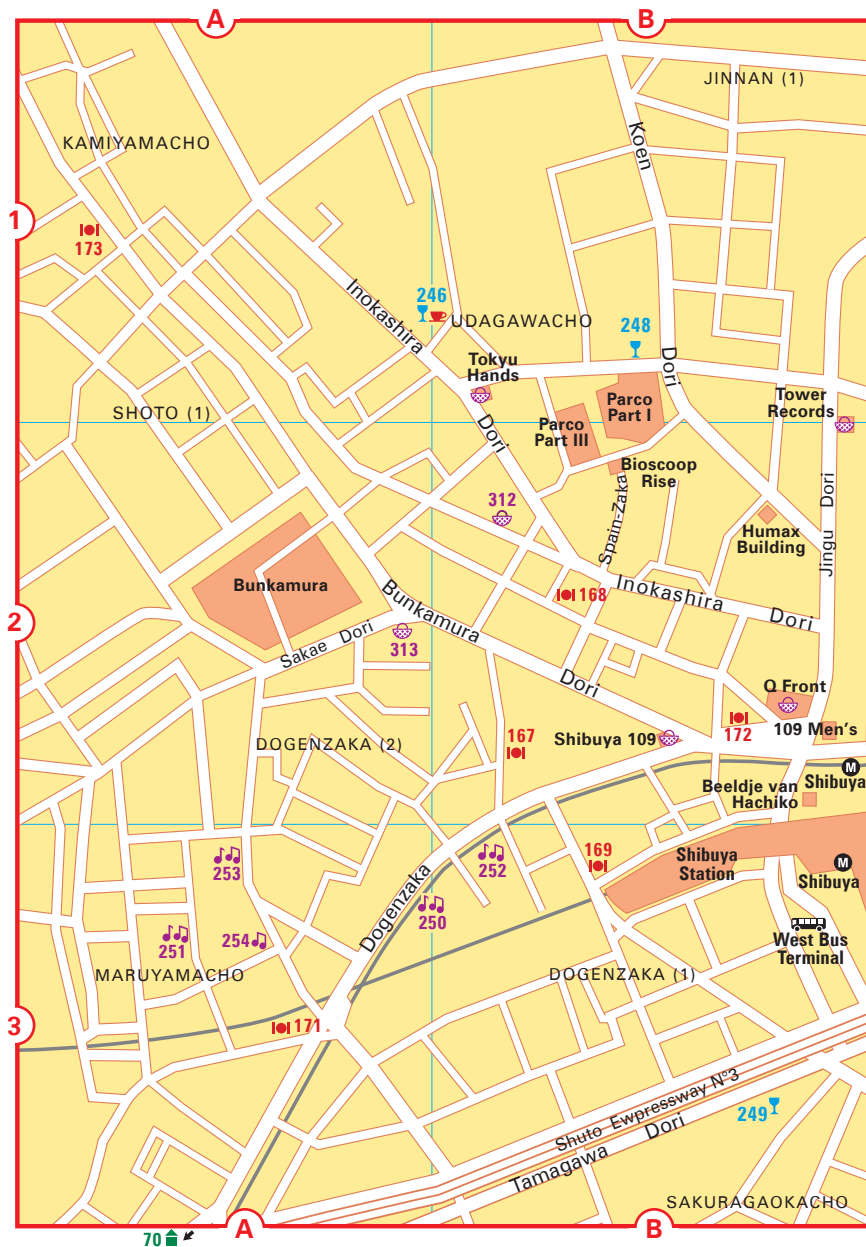 A
B
JINNAN (1)
Koen
KAMIYAMACHO
1
173
Inokashira
246
UDAGAWACHO
248
Tokyu
Hands
Dori
Parco
Part I
Tower
Records
SHOTO (1)
Dori
Parco
Part III
Bioscoop
Rise
Spain-Zaka
312
Jingu Dori
Humax
Building
Bunkamura
168
Inokashira Dori
2
Bunkamura Dori
Sakae Dori
313
Q Front
172
109 Men's
167
Shibuya 109
DOGENZAKA (2)
M
Beeldje van
Hachiko
Shibuya
253
252
169
Shibuya
Station
M
Shibuya
Dogenzaka
250
251
254
West Bus
Terminal
MARUYAMACHO
DOGENZAKA (1)
3
171
Shuto Ewpressway N°3
249
Tamagawa Dori
SAKURAGAOKACHO
A
B
70